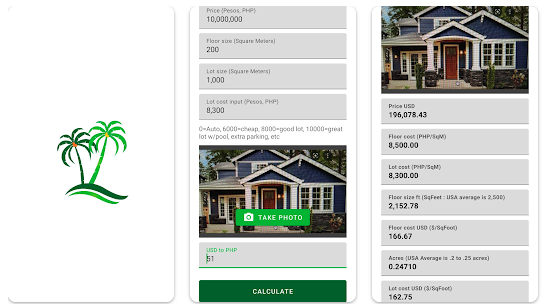 Price (Pesos, PHP)
10,000,000
Floor size (Square Meters)
200
Lot size (Square Meters)
1,000
Lot cost input (Pesos, PHP)
8,300
0=Auto, 6000=cheap, 8000=good lot, 10000=great
lot w/pool, extra parking, etc
TAKE PHOTO
USD to PHP
51
CALCULATE
Price USD
196,078.43
Floor cost (PHP/SqM)
8,500.00
Lot cost (PHP/SqM)
8,300.00
Floor size ft (SqFeet : USA average is 2,500)
2,152.78
Floor cost USD ($/SqFoot)
166.67
Acres (USA Average is .2 to .25 acres)
0.24710
Lot cost USD ($/SqFoot)
162.75